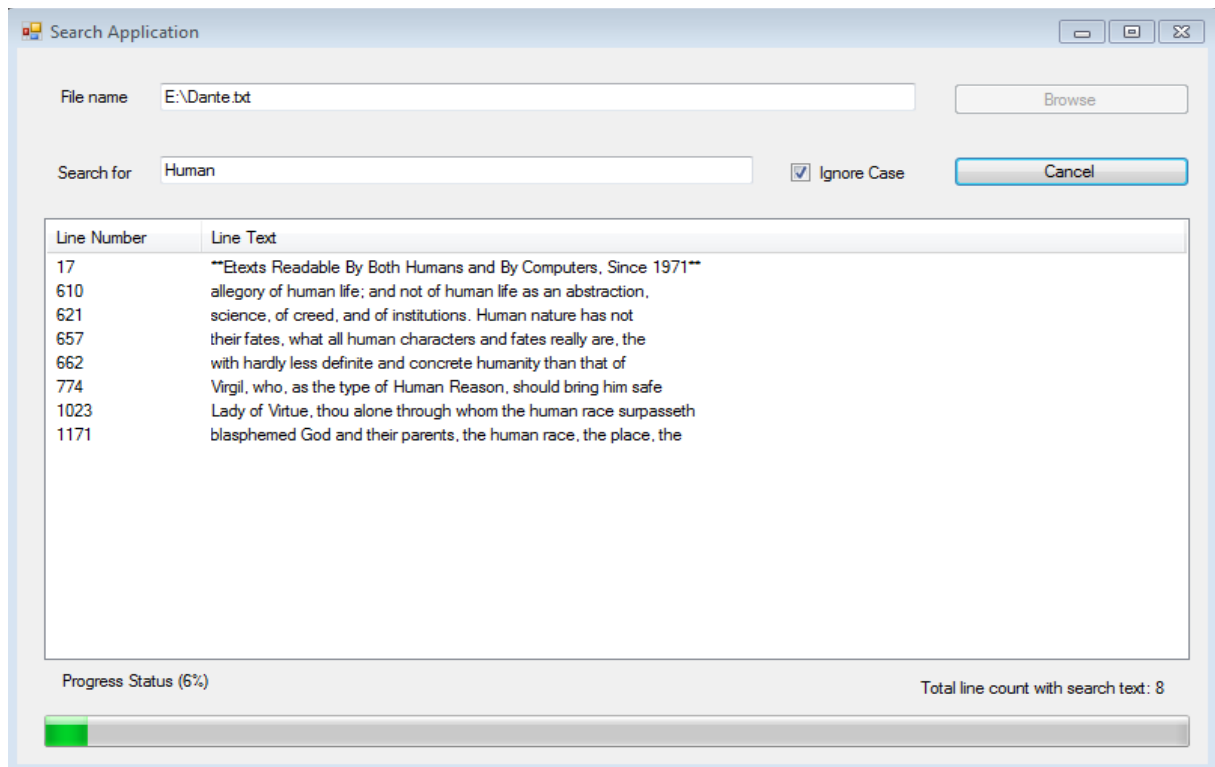 Search Application
File name E:\Dante.txt Browse
Search for Human Ignore Case Cancel
Line Number Line Text
17 **Etexts Readable By Both Humans and By Computers, Since 1971**
610 allegory of human life; and not of human life as an abstraction,
621 science, of creed, and of institutions. Human nature has not
657 their fates, what all human characters and fates really are, the
662 with hardly less definite and concrete humanity than that of
774 Virgil, who, as the type of Human Reason, should bring him safe
1023 Lady of Virtue, thou alone through whom the human race surpasseth
1171 blasphemed God and their parents, the human race, the place, the
Progress Status (6%)
Total line count with search text: 8